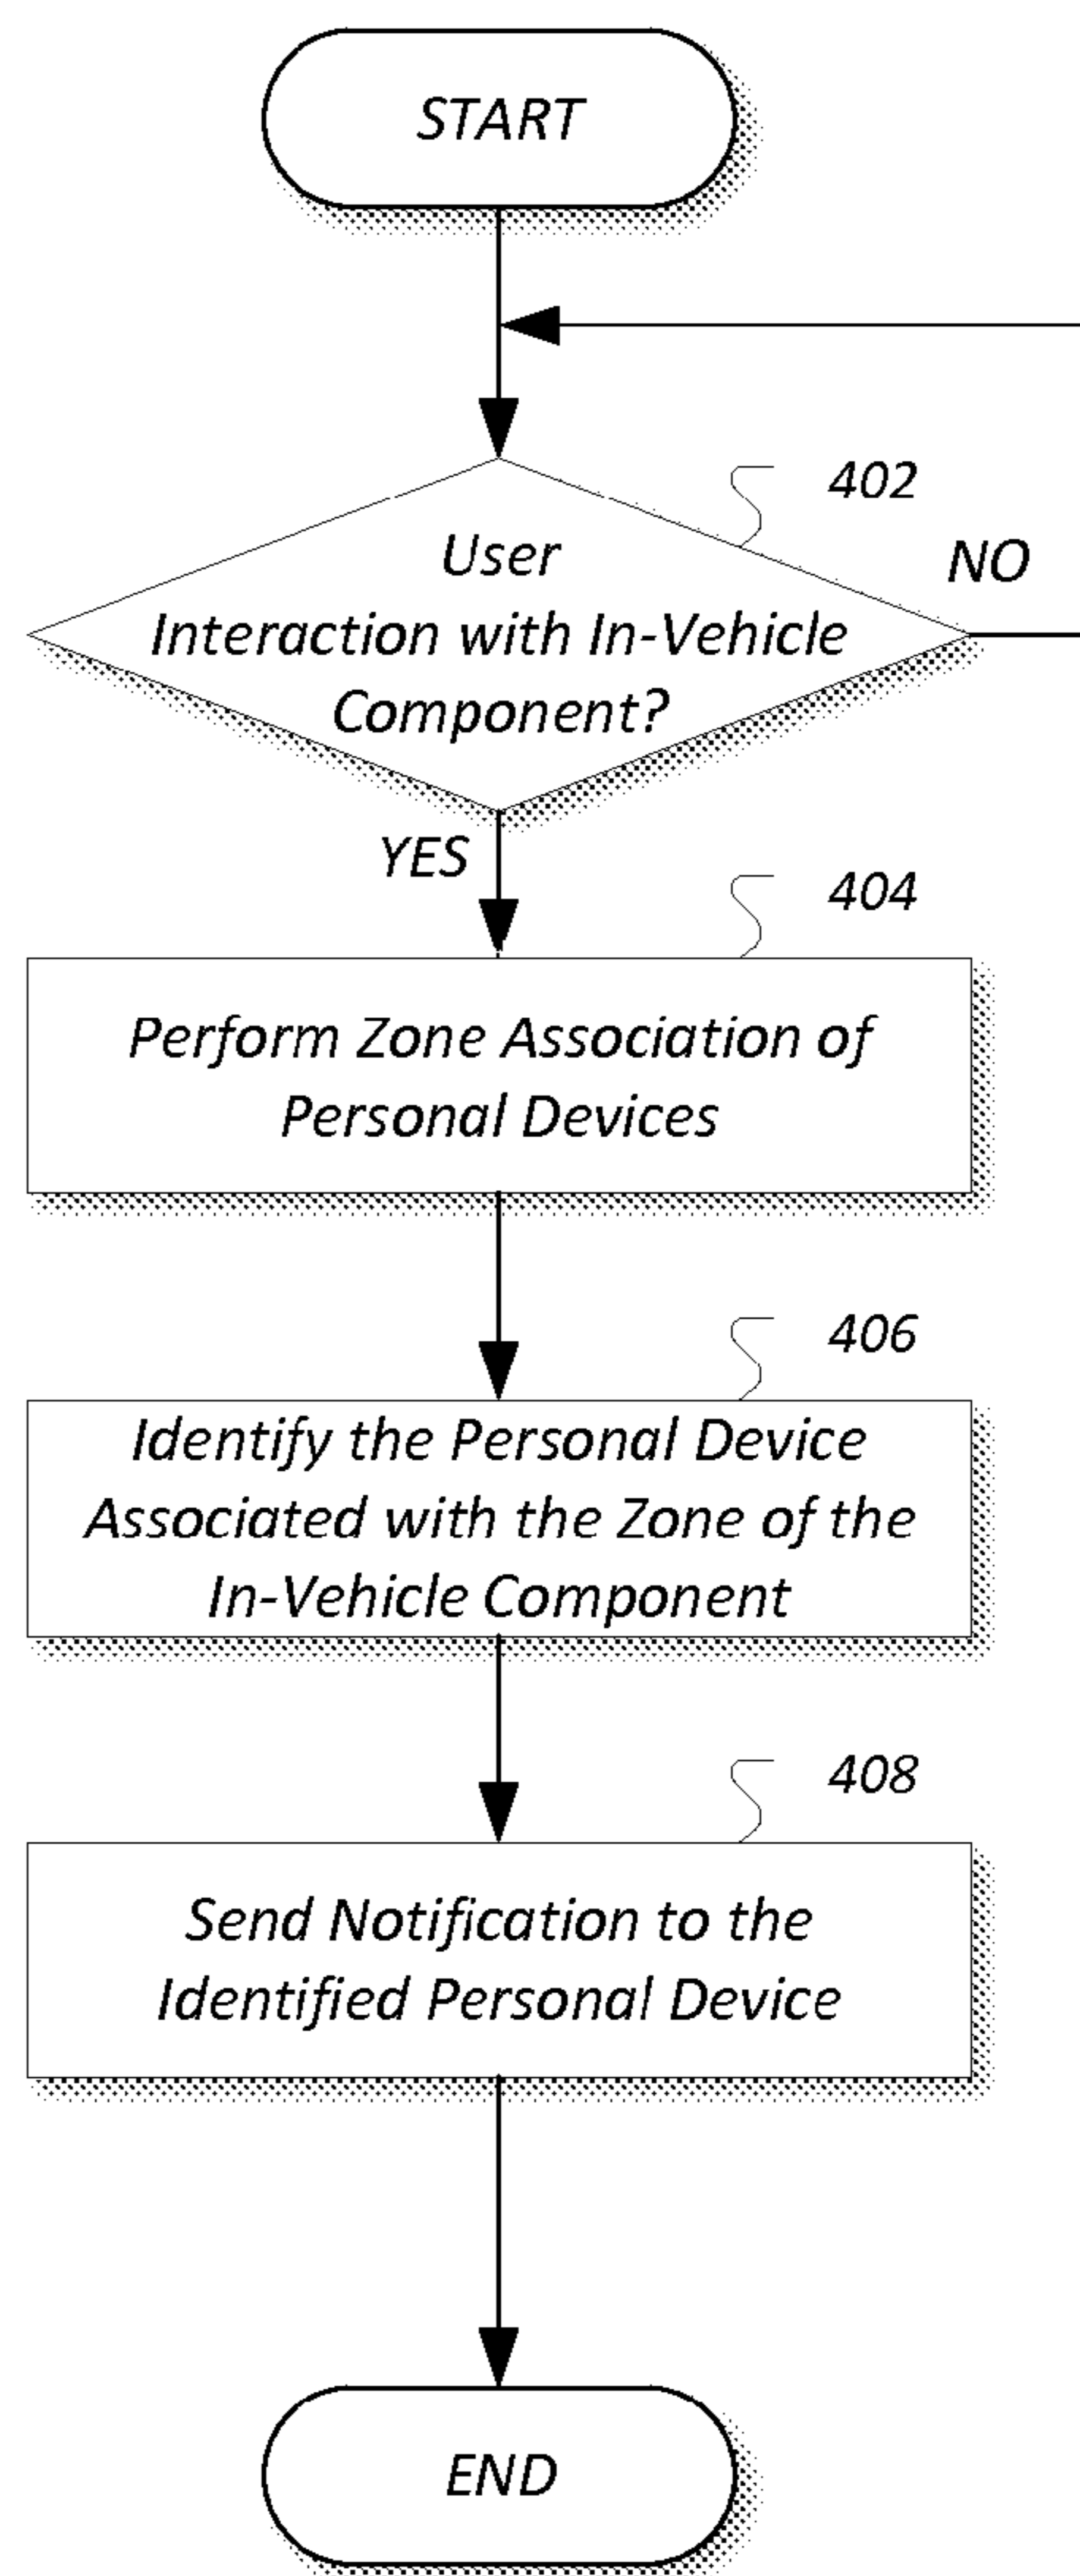 START
402
NO
User
Interaction with In-Vehicle
Component?
YES
404
Perform Zone Association of
Personal Devices
406
Identify the Personal Device
Associated with the Zone of the
In-Vehicle Component
408
Send Notification to the
Identified Personal Device
END